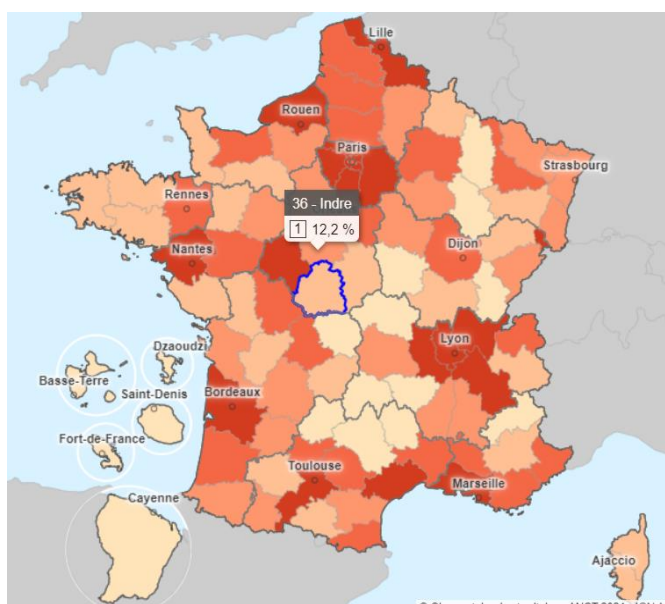 Lille
Rouen
Paris
Strasbourg
Rennes
36 - Indre
1 12,2 %
Nantes
Dijon
Lyon
Dzaoudzi
Basse-Terre
Saint-Denis
Bordeaux
Fort-de-France
Toulouse
Marseille
Cayenne
Ajaccio